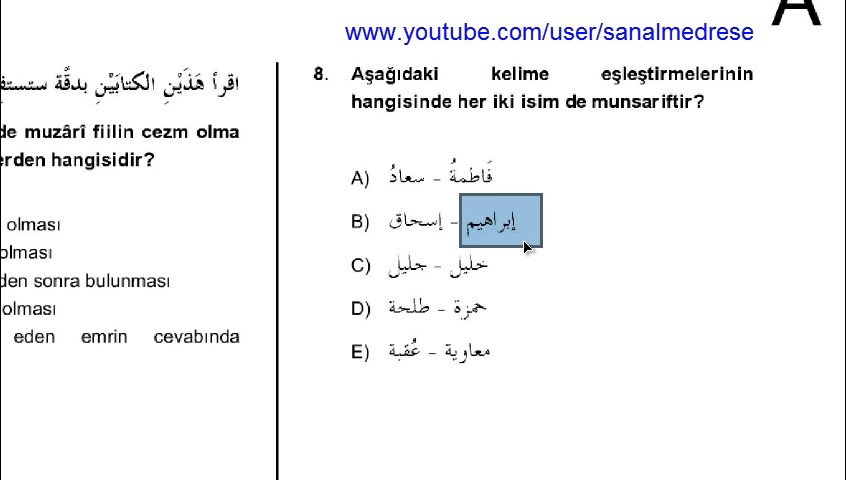 A
www.youtube.com/user/sanalmedrese
اقرأ هَذَيْنِ الكتابَيْنِ بدقَّة
de muzârî fiilin cezm olma
erden hangisidir?
olması
olması
den sonra bulunması
olması
eden emrin cevabında
8. Aşağıdaki kelime eşleştirmelerinin
hangisinde her iki isim de munsariftir?
A) فَاطمةُ - سعادُ
B) إبراهيم - إسحاق
C) خليل - جليل
D) حمزة - طلحة
E) معاوية - عُقبة